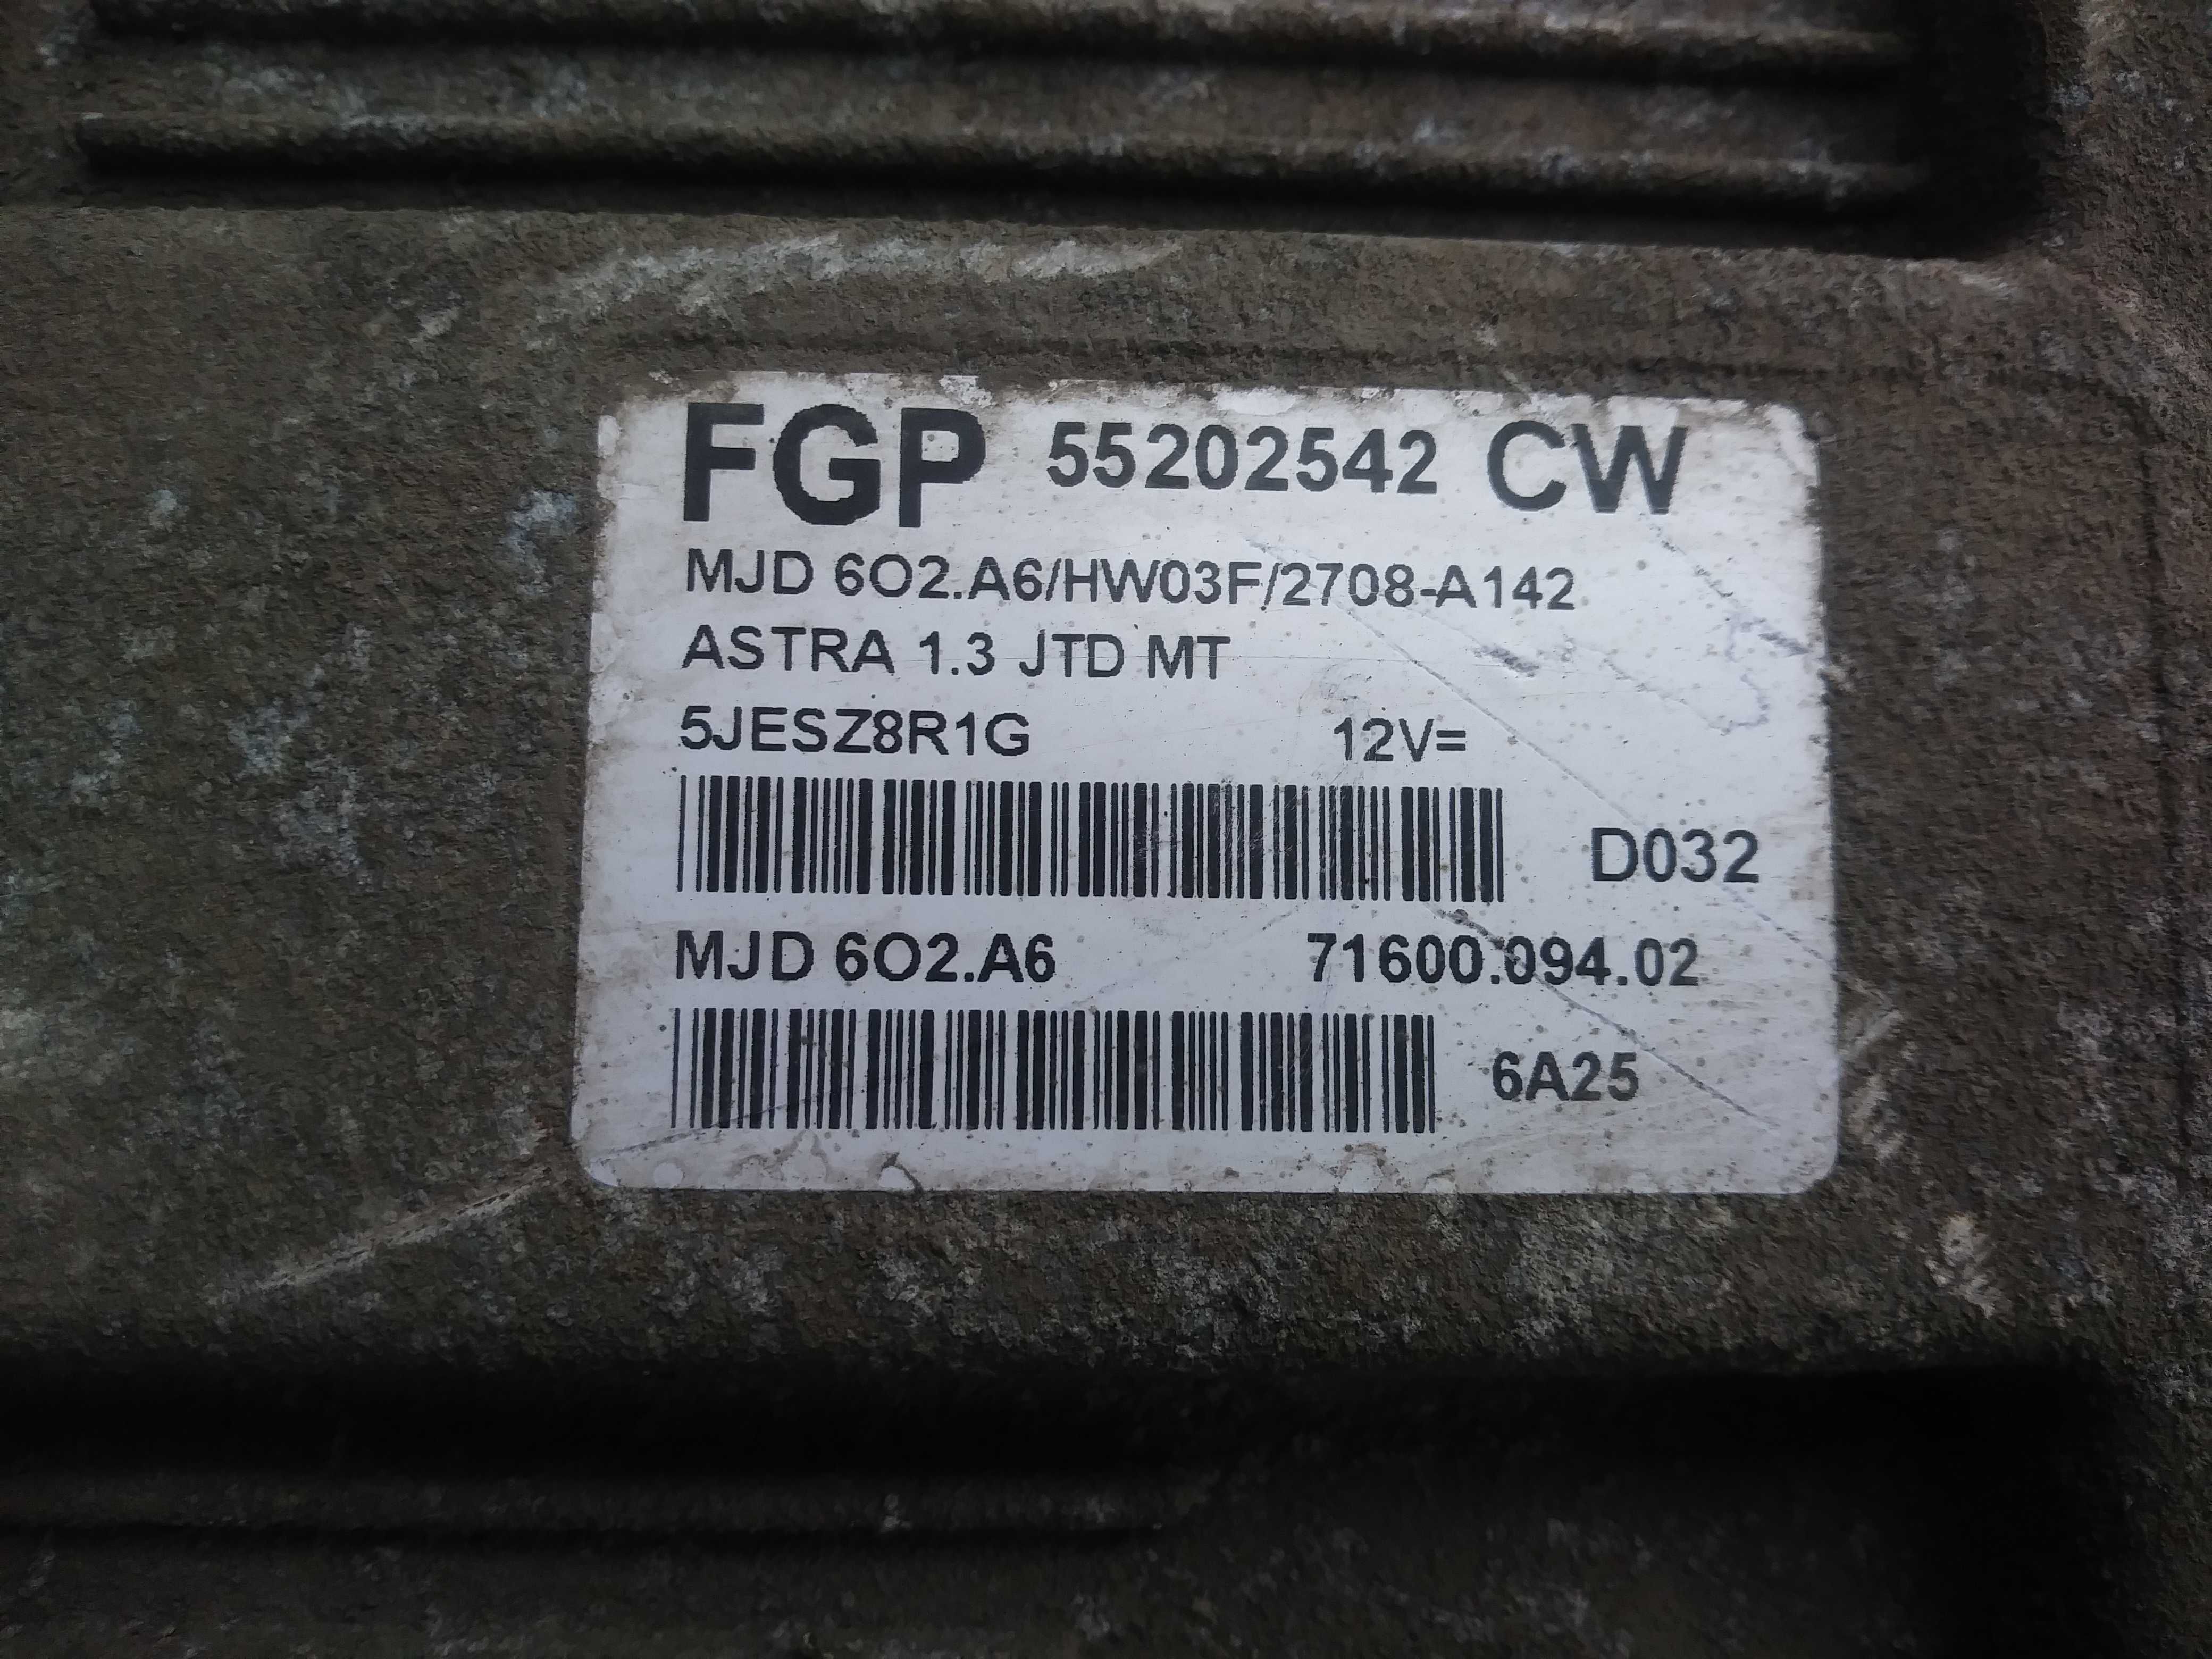 FGP 55202542 CW
MJD 6O2.A6/HW03F/2708-A142
ASTRA 1.3 JTD MT
5JESZ8R1G 12V=
D032
MJD 6O2.A6 71600.094.02
6A25